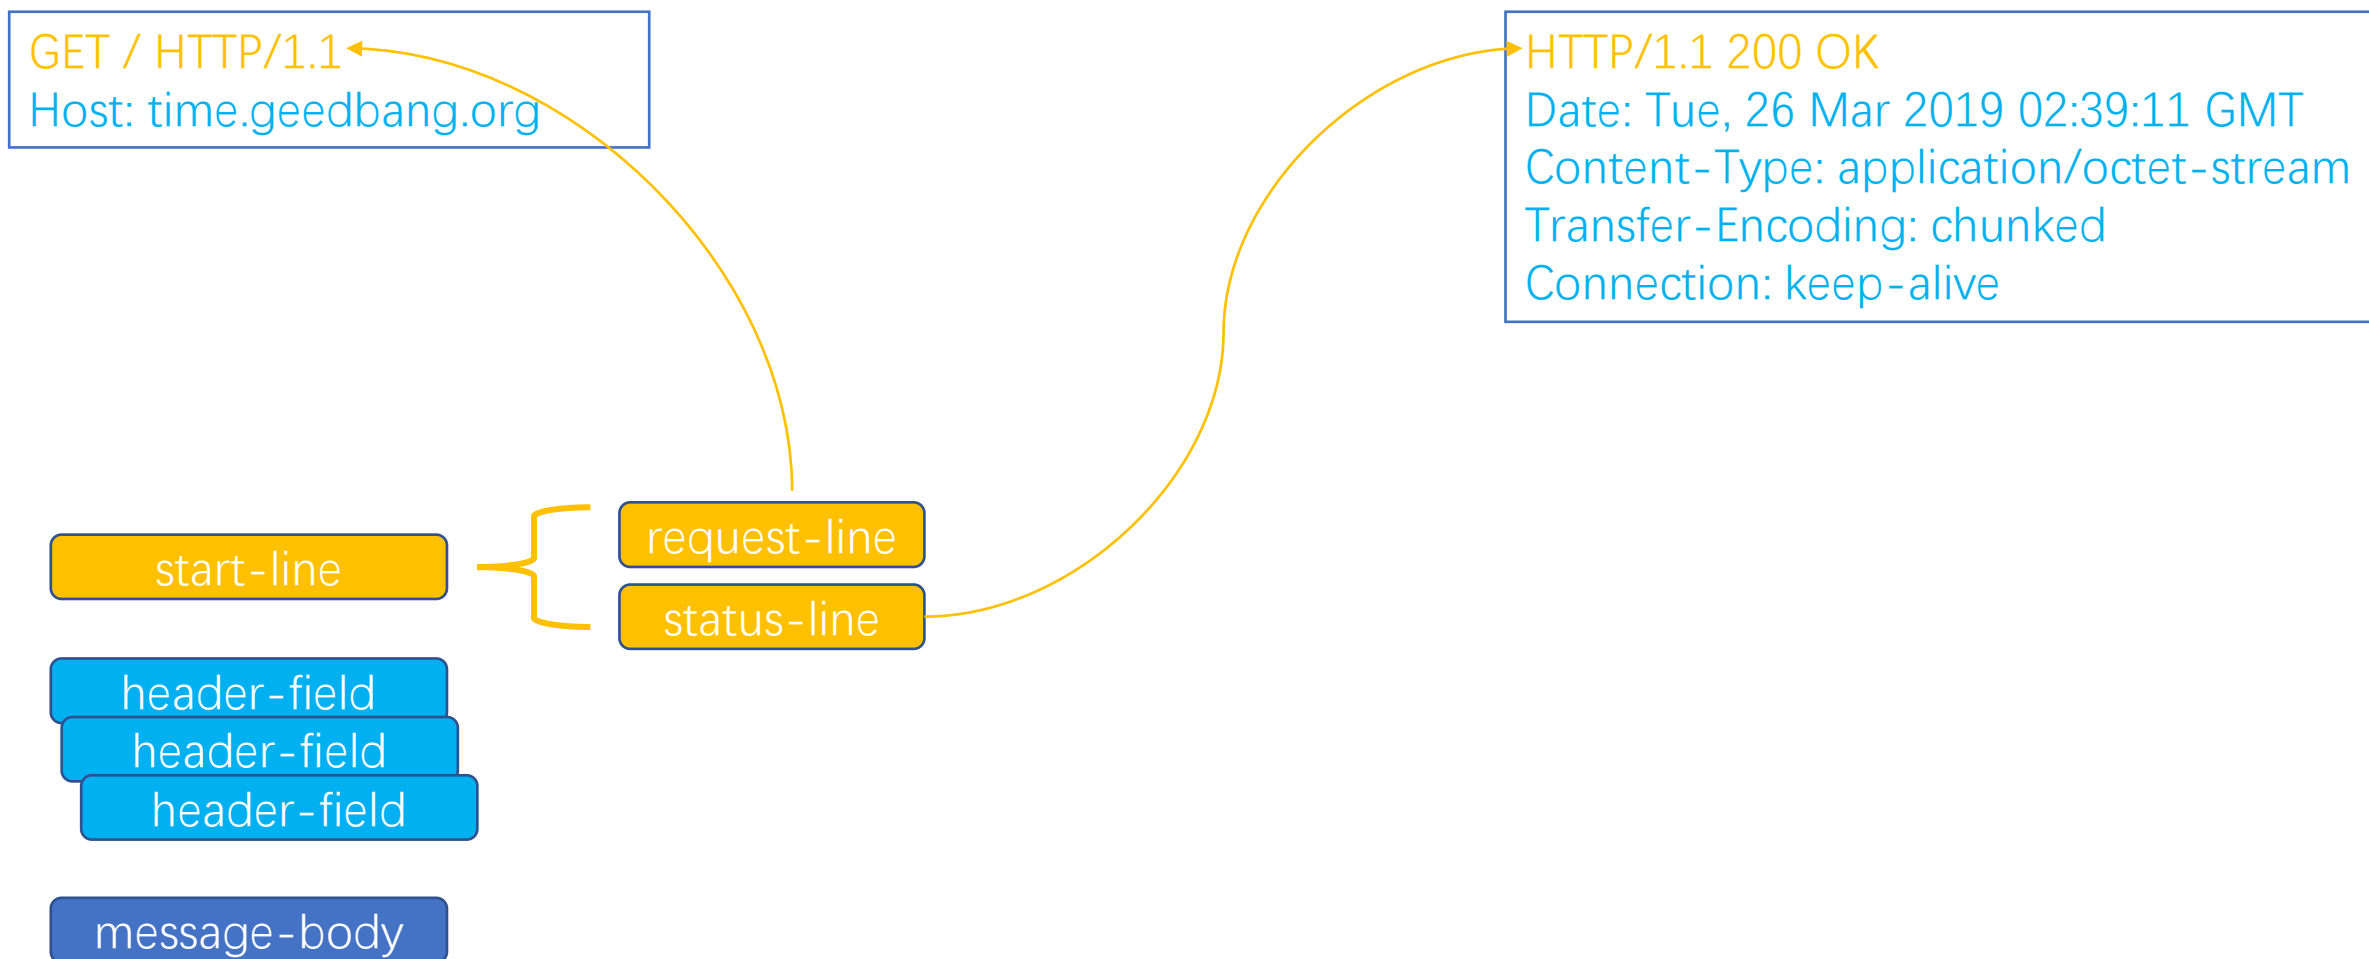 GET / HTTP/1.1
Host: time.geedbang.org
HTTP/1.1 200 OK
Date: Tue, 26 Mar 2019 02:39:11 GMT
Content-Type: application/octet-stream
Transfer-Encoding: chunked
Connection: keep-alive
start-line
request-line
status-line
header-field
header-field
header-field
message-body